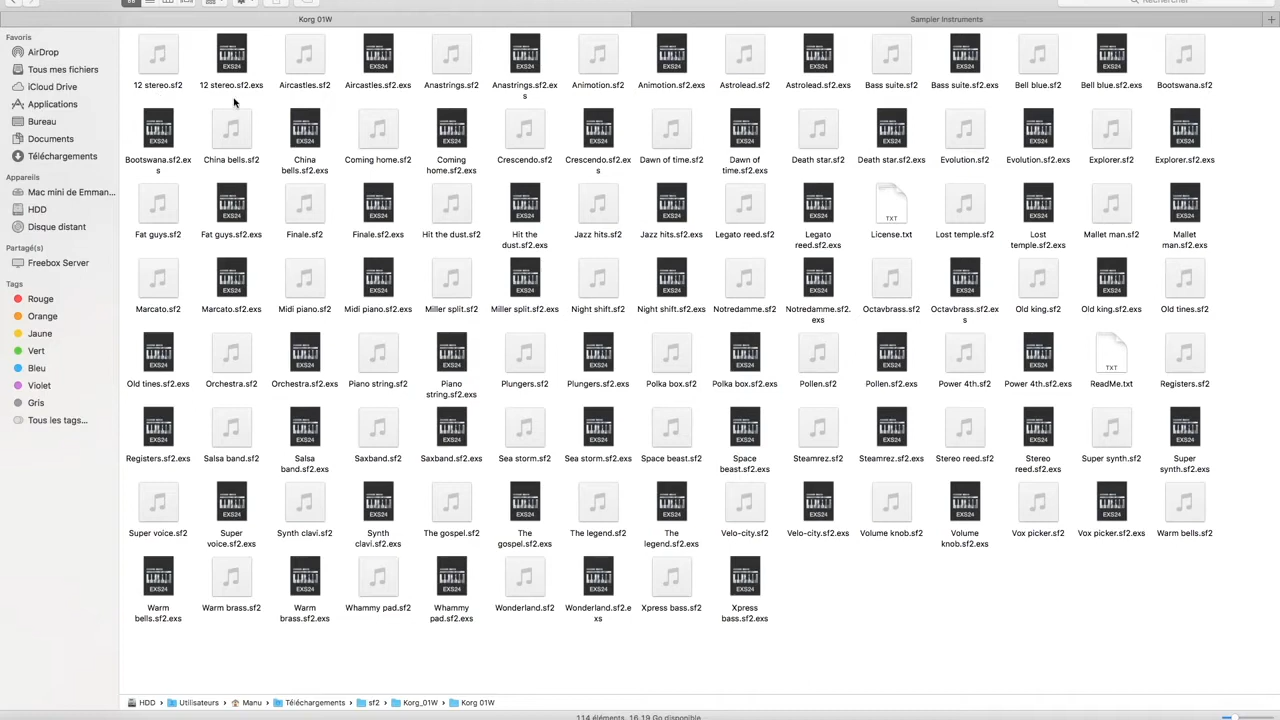 Rechercher
Korg 01W
Sampler Instruments
Favoris
AirDrop
Tous mes fichiers
iCloud Drive
Applications
Bureau
Documents
Téléchargements
Appareils
Mac mini de Emman...
HDD
Disque distant
Partagé(s)
Freebox Server
Tags
Rouge
Orange
Jaune
Vert
Bleu
Violet
Gris
Tous les tags...
12 stereo.sf2
12 stereo.sf2.exs
Aircastles.sf2
Aircastles.sf2.exs
Anastrings.sf2
Anastrings.sf2.ex
s
Animotion.sf2
Animotion.sf2.exs
Astrolead.sf2
Astrolead.sf2.exs
Bass suite.sf2
Bass suite.sf2.exs
Bell blue.sf2
Bell blue.sf2.exs
Bootswana.sf2
Bootswana.sf2.ex
s
China bells.sf2
China
bells.sf2.exs
Coming home.sf2
Coming
home.sf2.exs
Crescendo.sf2
Crescendo.sf2.ex
s
Dawn of time.sf2
Dawn of
time.sf2.exs
Death star.sf2
Death star.sf2.exs
Evolution.sf2
Evolution.sf2.exs
Explorer.sf2
Explorer.sf2.exs
Fat guys.sf2
Fat guys.sf2.exs
Finale.sf2
Finale.sf2.exs
Hit the dust.sf2
Hit the
dust.sf2.exs
Jazz hits.sf2
Jazz hits.sf2.exs
Legato reed.sf2
Legato
reed.sf2.exs
TXT
License.txt
Lost temple.sf2
Lost
temple.sf2.exs
Mallet man.sf2
Mallet
man.sf2.exs
Marcato.sf2
Marcato.sf2.exs
Midi piano.sf2
Midi piano.sf2.exs
Miller split.sf2
Miller split.sf2.exs
Night shift.sf2
Night shift.sf2.exs
Notredamme.sf2
Notredamme.sf2.
exs
Octavbrass.sf2
Octavbrass.sf2.ex
s
Old king.sf2
Old king.sf2.exs
Old tines.sf2
Old tines.sf2.exs
Orchestra.sf2
Orchestra.sf2.exs
Piano string.sf2
Piano
string.sf2.exs
Plungers.sf2
Plungers.sf2.exs
Polka box.sf2
Polka box.sf2.exs
Pollen.sf2
Pollen.sf2.exs
Power 4th.sf2
Power 4th.sf2.exs
TXT
ReadMe.txt
Registers.sf2
Registers.sf2.exs
Salsa band.sf2
Salsa
band.sf2.exs
Saxband.sf2
Saxband.sf2.exs
Sea storm.sf2
Sea storm.sf2.exs
Space beast.sf2
Space
beast.sf2.exs
Steamrez.sf2
Steamrez.sf2.exs
Stereo reed.sf2
Stereo
reed.sf2.exs
Super synth.sf2
Super
synth.sf2.exs
Super voice.sf2
Super
voice.sf2.exs
Synth clavi.sf2
Synth
clavi.sf2.exs
The gospel.sf2
The
gospel.sf2.exs
The legend.sf2
The
legend.sf2.exs
Velo-city.sf2
Velo-city.sf2.exs
Volume knob.sf2
Volume
knob.sf2.exs
Vox picker.sf2
Vox picker.sf2.exs
Warm bells.sf2
Warm
bells.sf2.exs
Warm brass.sf2
Warm
brass.sf2.exs
Whammy pad.sf2
Whammy
pad.sf2.exs
Wonderland.sf2
Wonderland.sf2.e
xs
Xpress bass.sf2
Xpress
bass.sf2.exs
HDD › Utilisateurs › Manu › Téléchargements › sf2 › Korg_01W › Korg 01W
114 éléments, 16,19 Go disponible